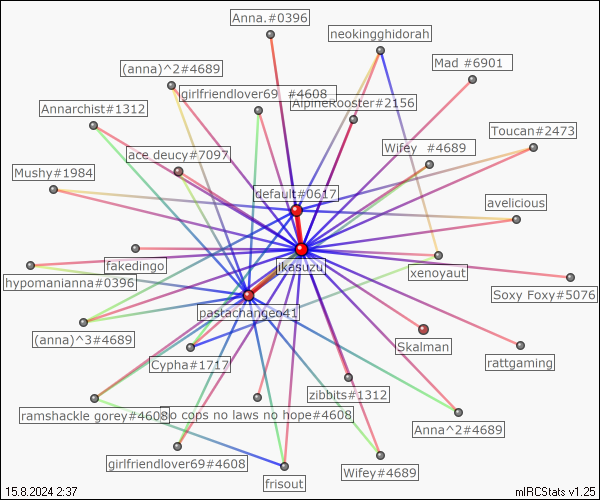 Anna.#0396
neokingghidorah
Mad #6901
(anna)^2#4689
girlfriendlover69  #4608
AlpineRooster#2156
Annarchist#1312
Toucan#2473
ace deucy#7097
Wifey  #4689
Mushy#1984
default#0617
avelicious
fakedingo
ikasuzu
xenoyaut
hypomanianna#0396
Soxy Foxy#5076
pastachangeo41
(anna)^3#4689
Skalman
Cypha#1717
rattgaming
zibbits#1312
ramshackle gorey#4608
no cops no laws no hope#4608
Anna^2#4689
girlfriendlover69#4608
Wifey#4689
frisout
15.8.2024 2:37
mIRCStats v1.25